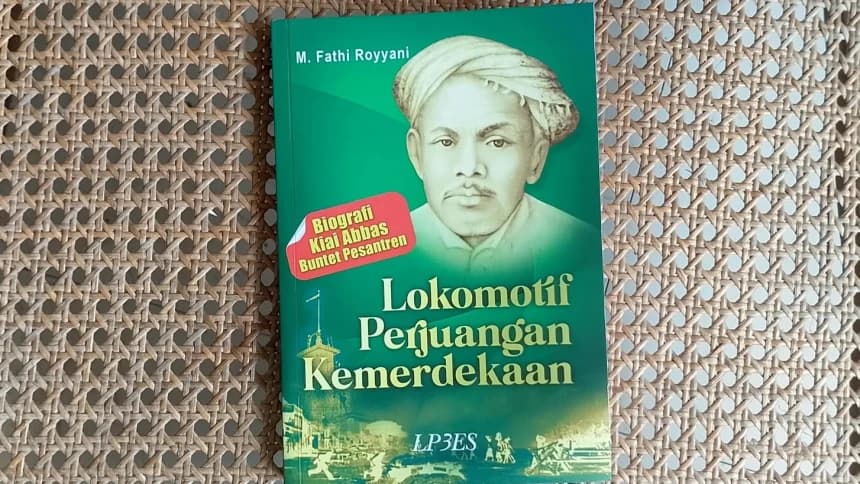 M. Fathi Royyani
Biografi
Kiai Abbas
Buntet Pesantren
Lokomotif
Perjuangan
Kemerdekaan
LP3ES